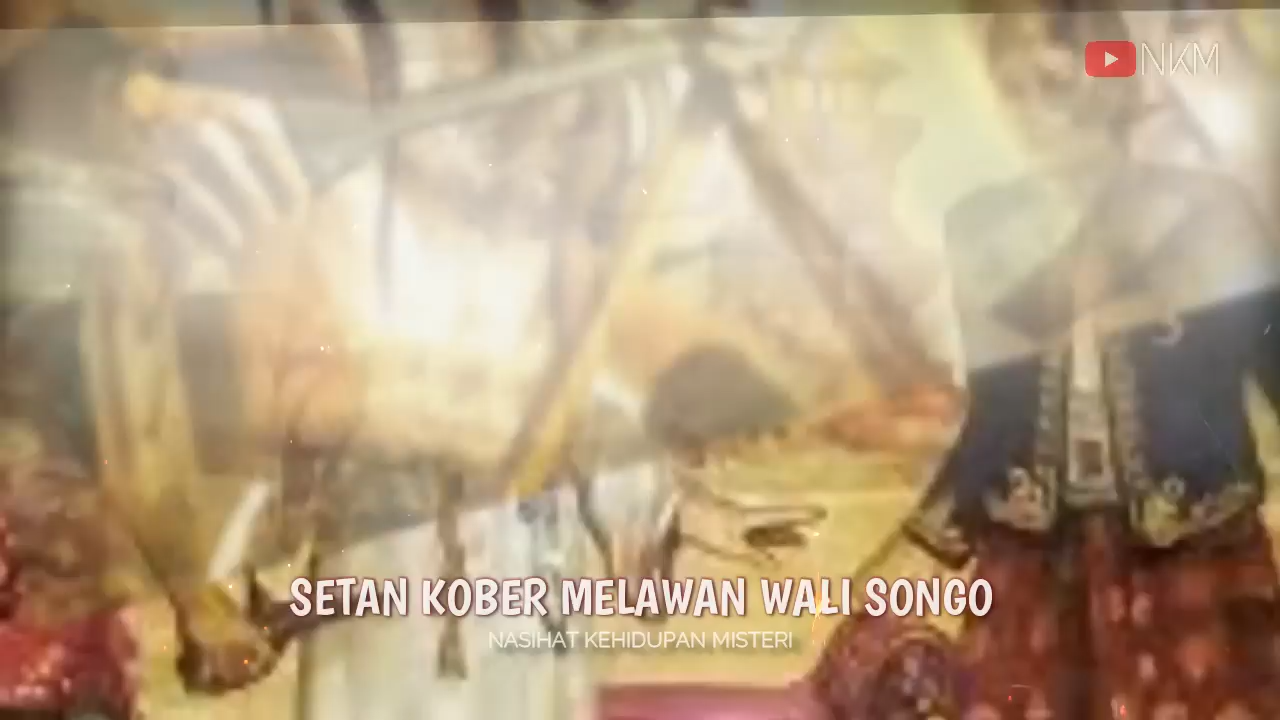 NKM
SETAN KOBER MELAWAN WALI SONGO
NASIHAT KEHIDUPAN MISTERI